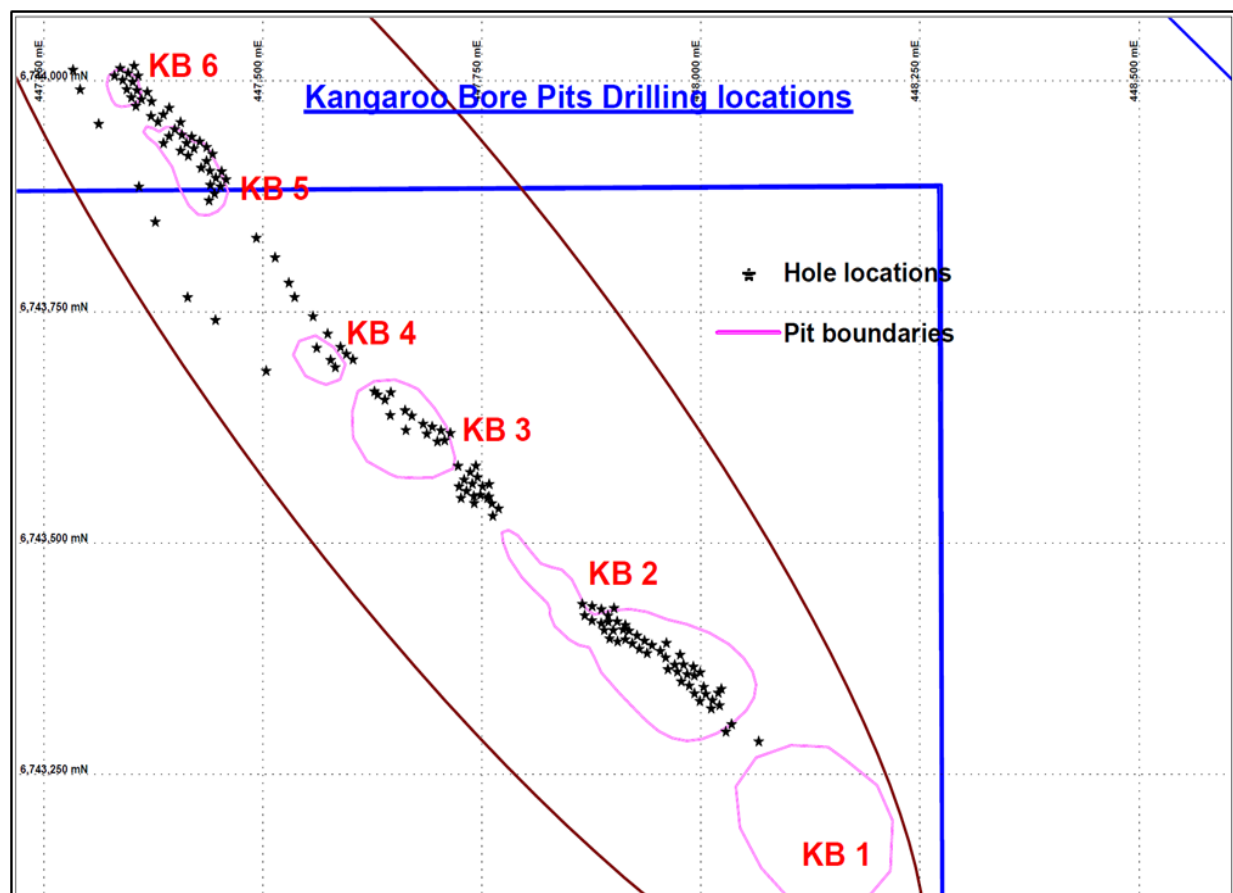 447,250 mE
447,500 mE
447,750 mE
448,000 mE
448,250 mE
448,500 mE
KB 6
6,744,000 mN
Kangaroo Bore Pits Drilling locations
KB 5
Hole locations
6,743,750 mN
KB 4
Pit boundaries
KB 3
6,743,500 mN
KB 2
6,743,250 mN
KB 1